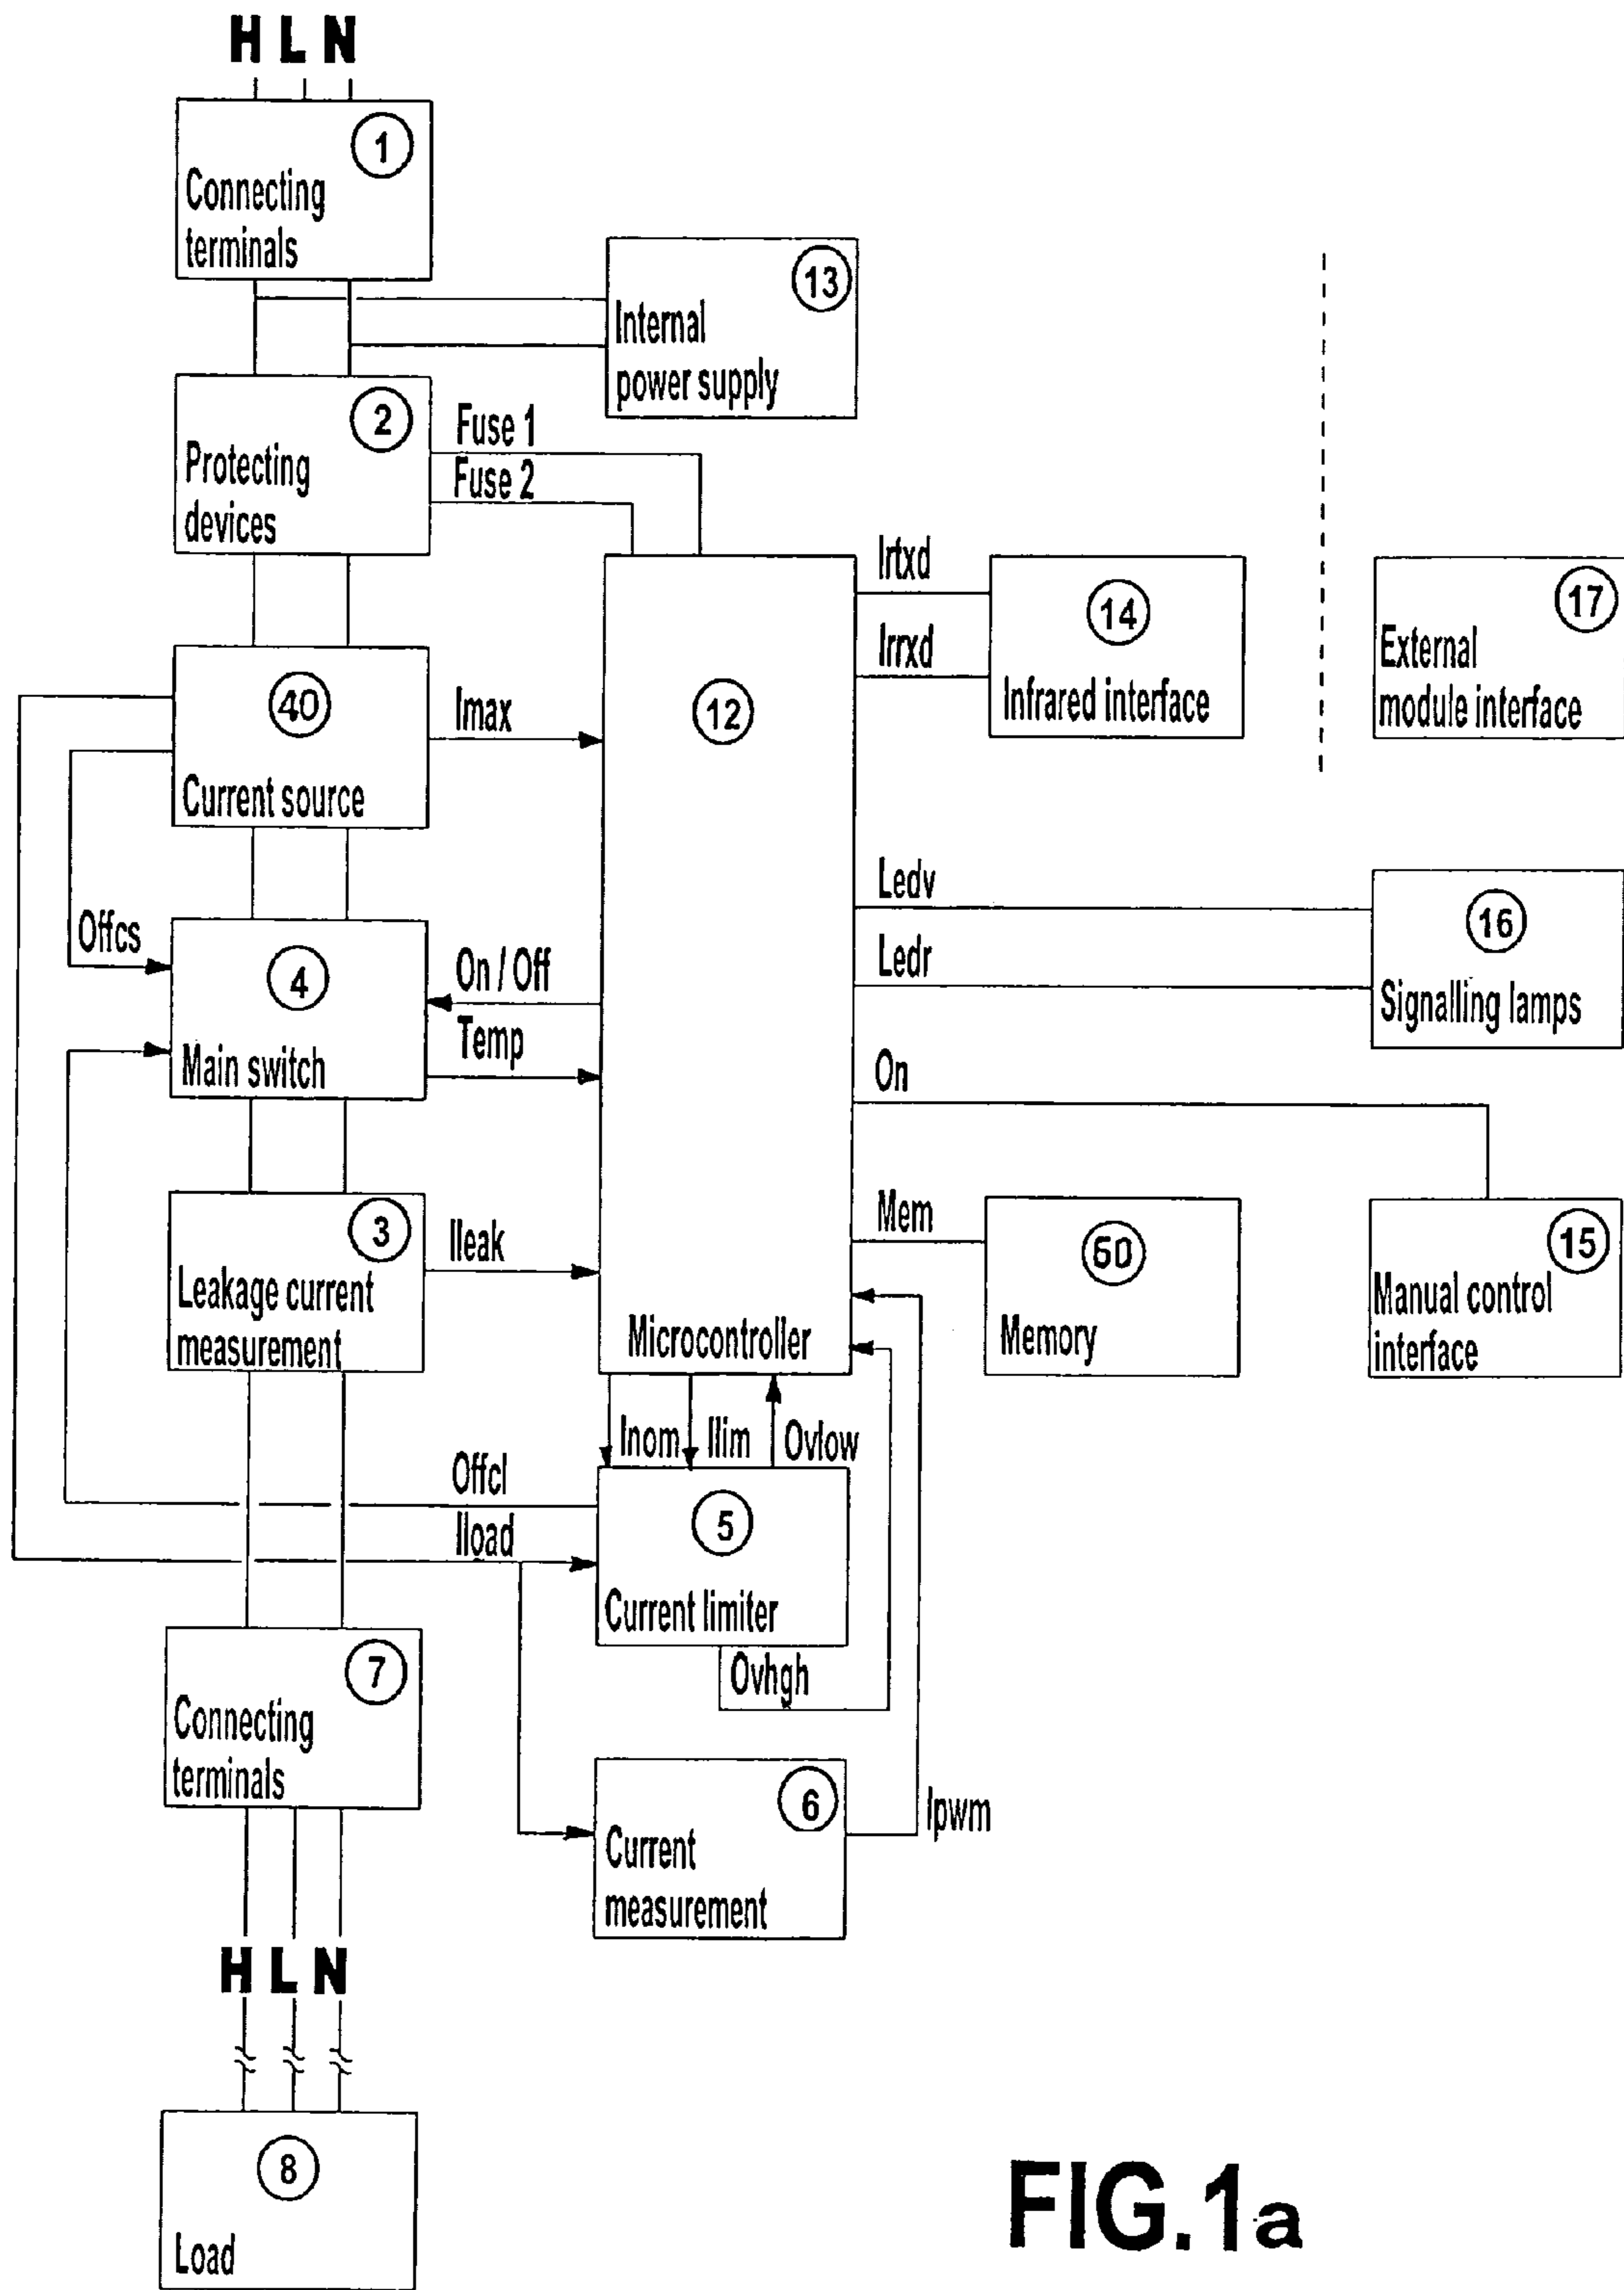 H L N
1
Connecting
terminals
13
Internal
power supply
2
Protecting
devices
Fuse 1
Fuse 2
Irtxd
Irrxd
14
Infrared interface
17
External
module interface
40
Current source
Imax
12
Microcontroller
Offcs
4
Main switch
On / Off
Temp
Ledv
Ledr
16
Signalling lamps
On
Mem
60
Memory
15
Manual control
interface
3
Leakage current
measurement
Ileak
Inom
Ilim
Ovlow
Offcl
Iload
5
Current limiter
Ovhgh
7
Connecting
terminals
6
Current
measurement
Ipwm
H L N
8
Load
FIG.1a